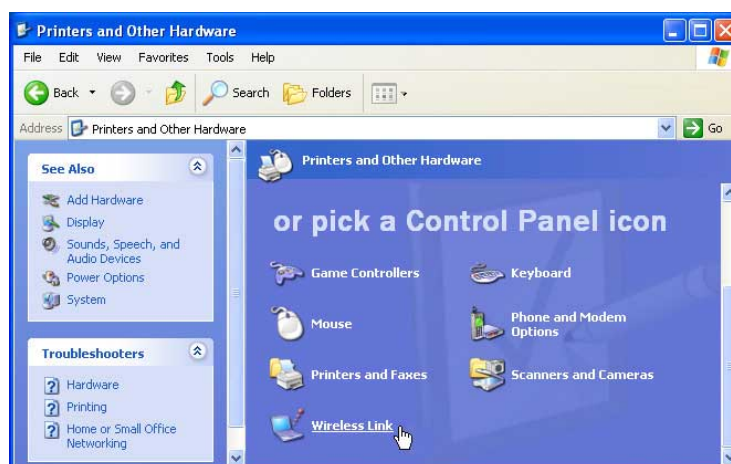 Printers and Other Hardware
File Edit View Favorites Tools Help
Back Search Folders
Address Printers and Other Hardware Go
See Also
Add Hardware
Display
Sounds, Speech, and
Audio Devices
Power Options
System
Troubleshooters
Hardware
Printing
Home or Small Office
Networking
Printers and Other Hardware
or pick a Control Panel icon
Game Controllers
Keyboard
Mouse
Phone and Modem
Options
Printers and Faxes
Scanners and Cameras
Wireless Link